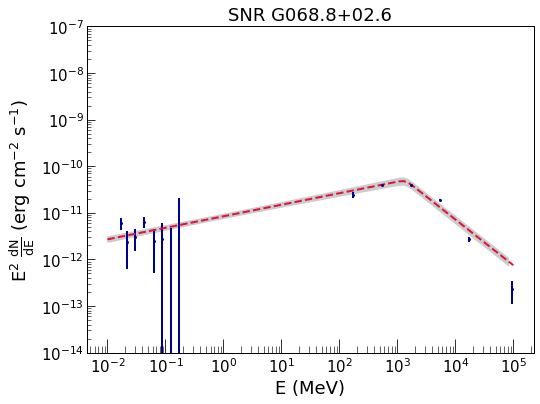 SNR G068.8+02.6
E² dN/dE (erg cm⁻² s⁻¹)
10⁻⁷
10⁻⁸
10⁻⁹
10⁻¹⁰
10⁻¹¹
10⁻¹²
10⁻¹³
10⁻¹⁴
10⁻² 10⁻¹ 10⁰ 10¹ 10² 10³ 10⁴ 10⁵
E (MeV)